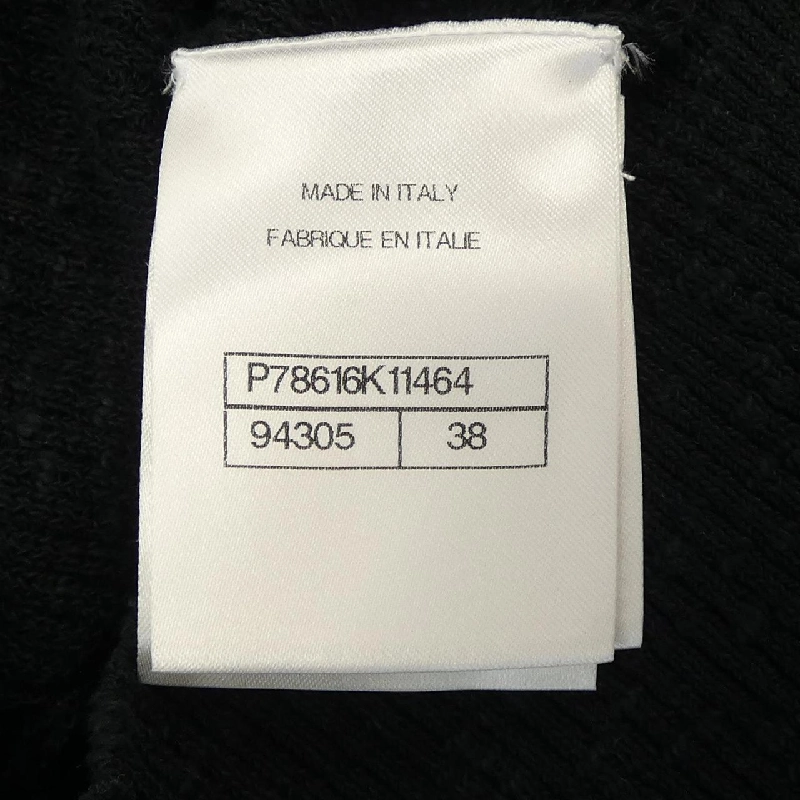 MADE IN ITALY
FABRIQUE EN ITALIE
P78616K11464
94305 38